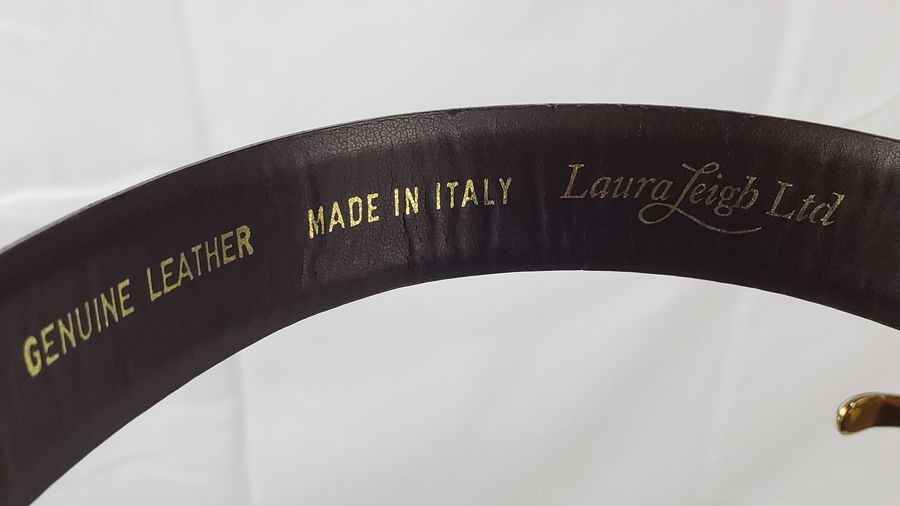 GENUINE LEATHER MADE IN ITALY Laura Leigh Ltd